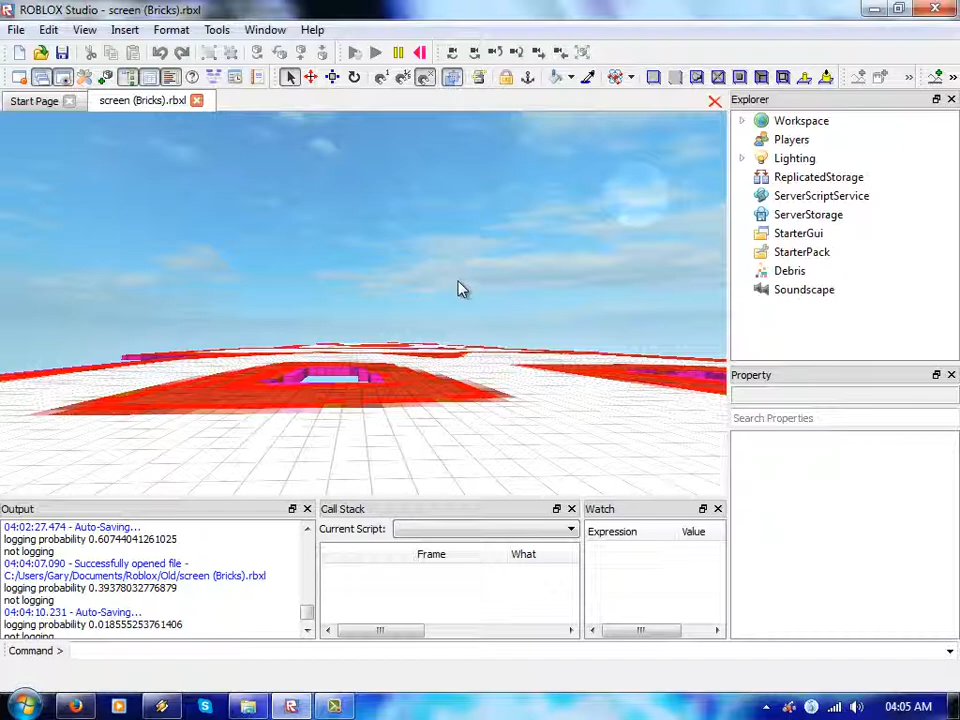 ROBLOX Studio - screen (Bricks).rbxl
File Edit View Insert Format Tools Window Help
Start Page
screen (Bricks).rbxl
Explorer
Workspace
Players
Lighting
ReplicatedStorage
ServerScriptService
ServerStorage
StarterGui
StarterPack
Debris
Soundscape
Property
Search Properties
Output
04:02:27.474 - Auto-Saving...
logging probability 0.60744041261025
not logging
04:04:07.090 - Successfully opened file -
C:/Users/Gary/Documents/Roblox/Old/screen (Bricks).rbxl
logging probability 0.39378032776879
not logging
04:04:10.231 - Auto-Saving...
logging probability 0.018555253761406
not logging
Call Stack
Current Script:
Frame What
Watch
Expression Value
Command >
04:05 AM